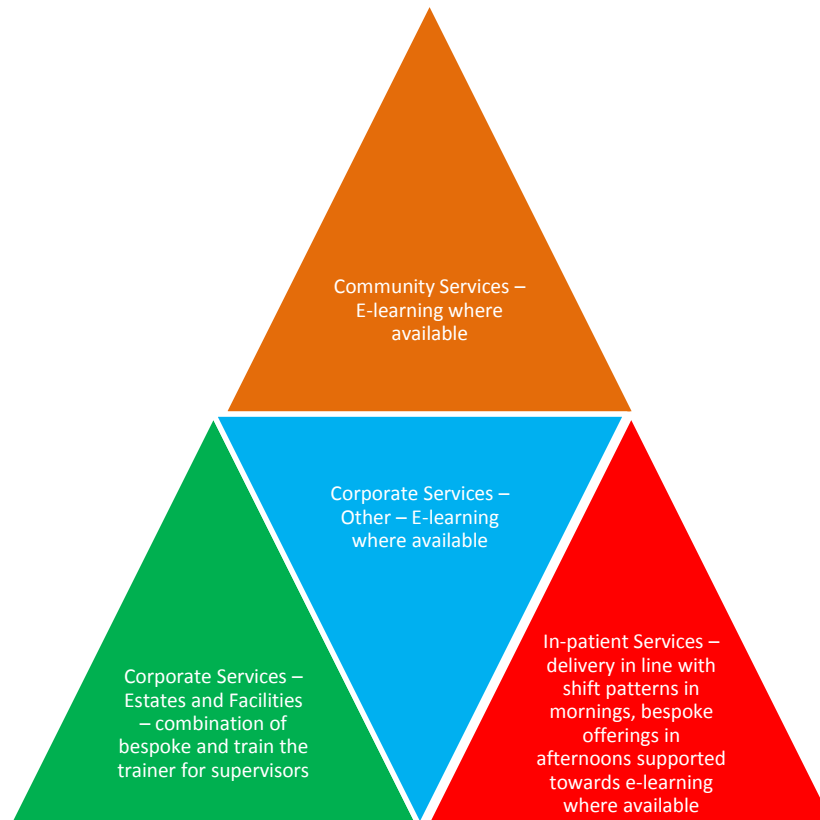 Community Services –
E-learning where
available
Corporate Services –
Other – E-learning
where available
Corporate Services –
Estates and Facilities
– combination of
bespoke and train the
trainer for supervisors
In-patient Services –
delivery in line with
shift patterns in
mornings, bespoke
offerings in
afternoons supported
towards e-learning
where available